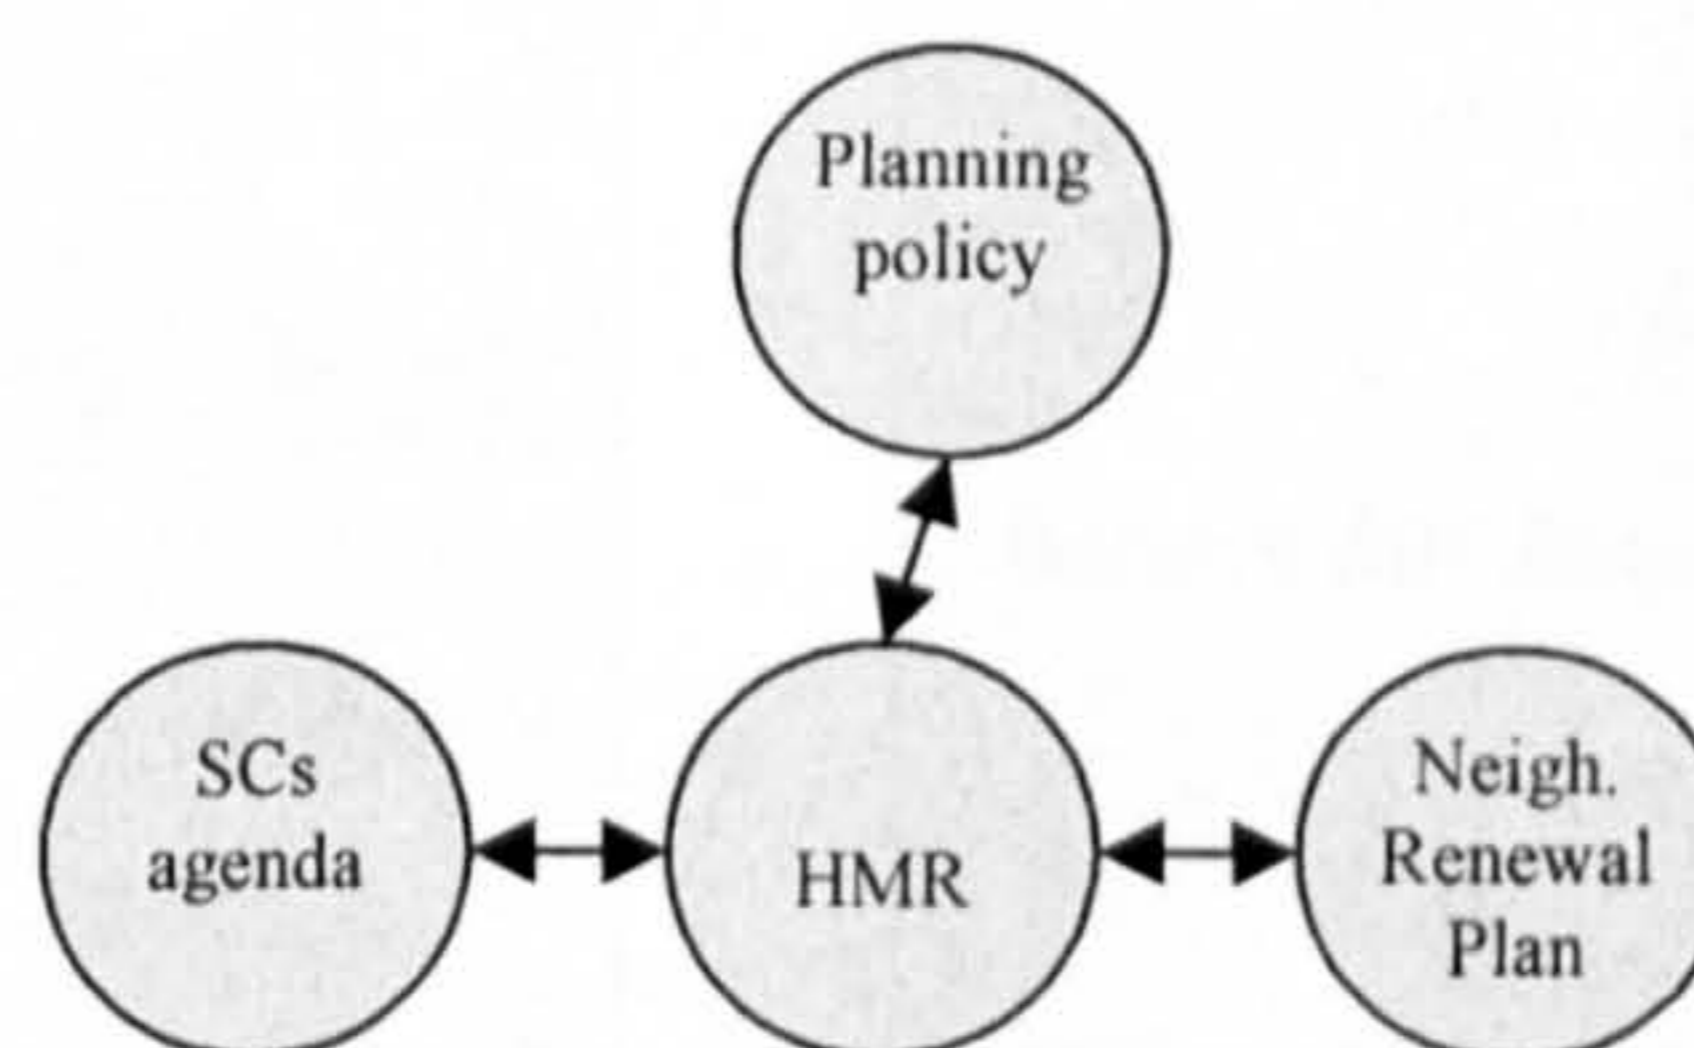 Planning
policy
SCs
agenda
HMR
Neigh.
Renewal
Plan